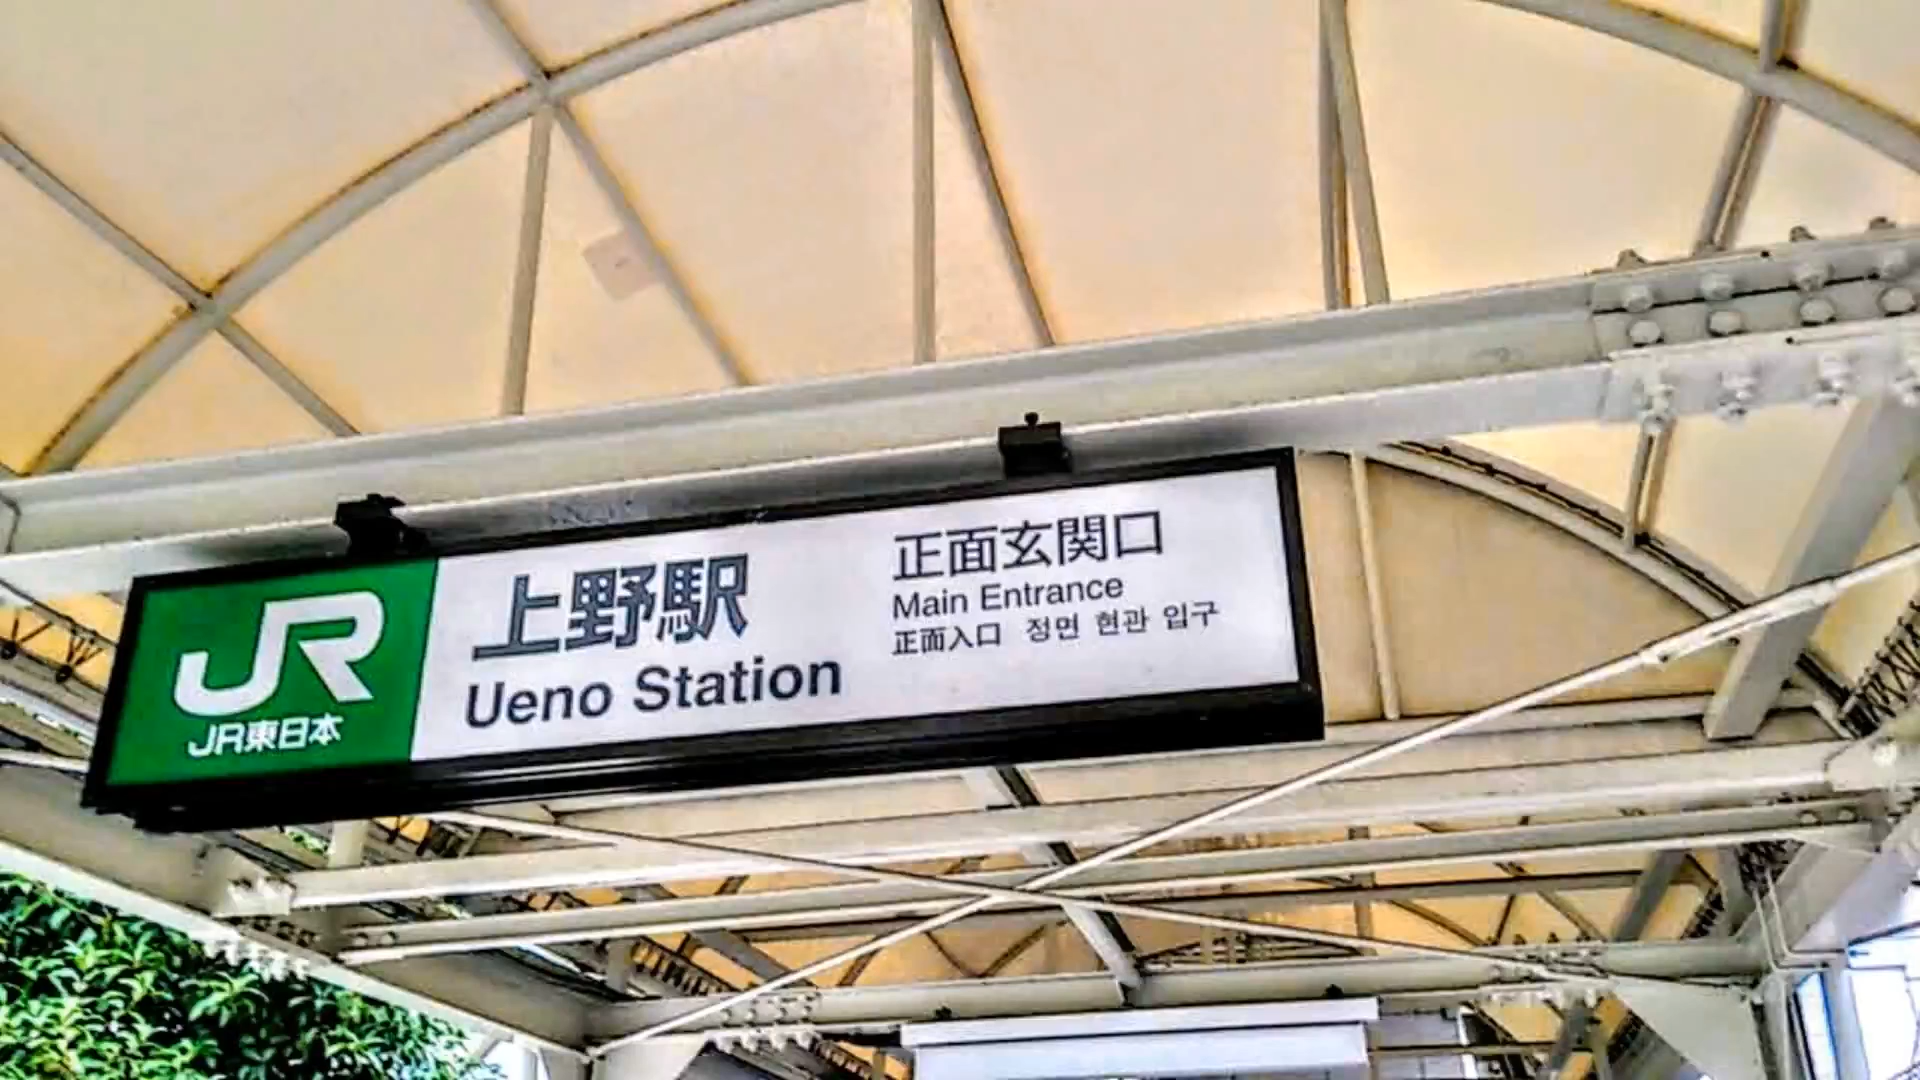 JR
JR東日本
上野駅
Ueno Station
正面玄関口
Main Entrance
正面入口 정면 현관 입구